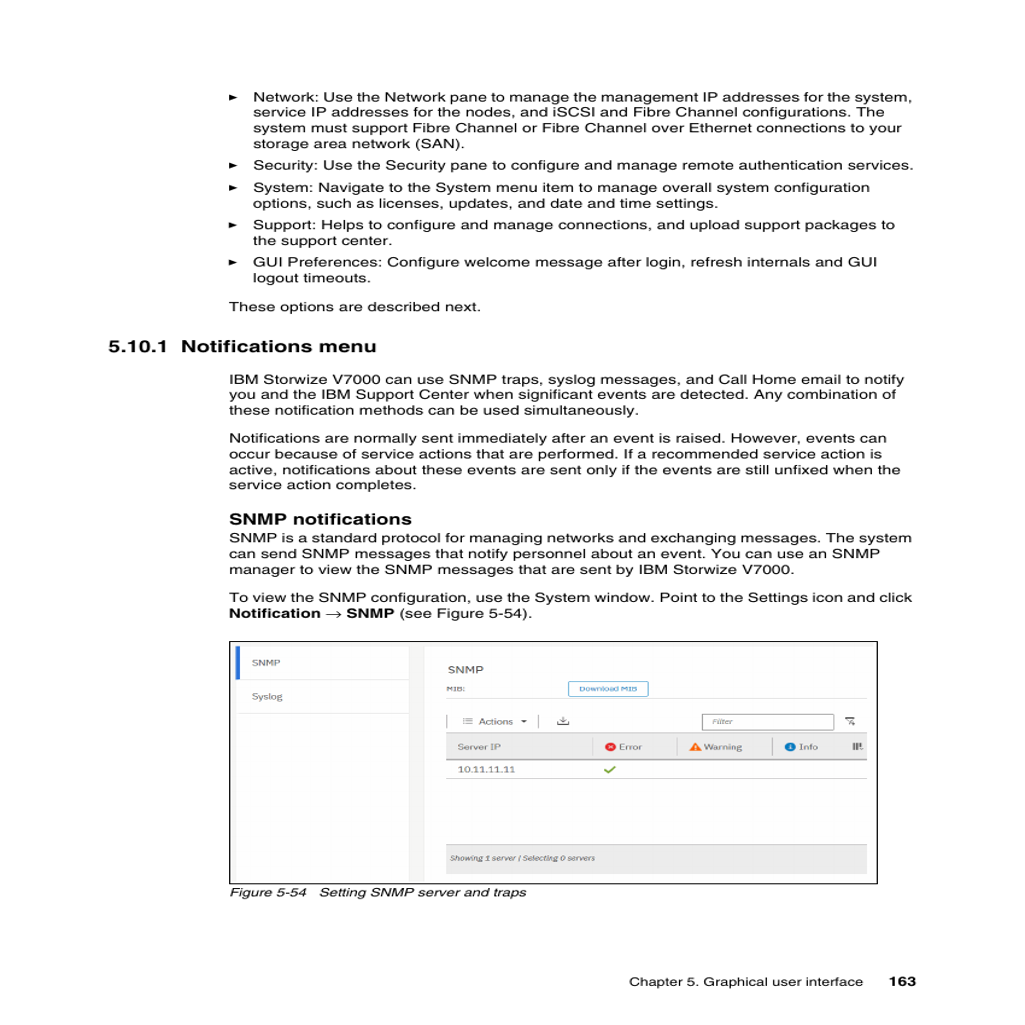 ► Network: Use the Network pane to manage the management IP addresses for the system,
service IP addresses for the nodes, and iSCSI and Fibre Channel configurations. The
system must support Fibre Channel or Fibre Channel over Ethernet connections to your
storage area network (SAN).
► Security: Use the Security pane to configure and manage remote authentication services.
► System: Navigate to the System menu item to manage overall system configuration
options, such as licenses, updates, and date and time settings.
► Support: Helps to configure and manage connections, and upload support packages to
the support center.
► GUI Preferences: Configure welcome message after login, refresh internals and GUI
logout timeouts.
These options are described next.
5.10.1 Notifications menu
IBM Storwize V7000 can use SNMP traps, syslog messages, and Call Home email to notify
you and the IBM Support Center when significant events are detected. Any combination of
these notification methods can be used simultaneously.
Notifications are normally sent immediately after an event is raised. However, events can
occur because of service actions that are performed. If a recommended service action is
active, notifications about these events are sent only if the events are still unfixed when the
service action completes.
SNMP notifications
SNMP is a standard protocol for managing networks and exchanging messages. The system
can send SNMP messages that notify personnel about an event. You can use an SNMP
manager to view the SNMP messages that are sent by IBM Storwize V7000.
To view the SNMP configuration, use the System window. Point to the Settings icon and click
Notification → SNMP (see Figure 5-54).
SNMP
Syslog
SNMP
MIB: Download MIB
Actions Filter
Server IP Error Warning Info
10.11.11.11
Showing 1 server | Selecting 0 servers
Figure 5-54 Setting SNMP server and traps
Chapter 5. Graphical user interface 163